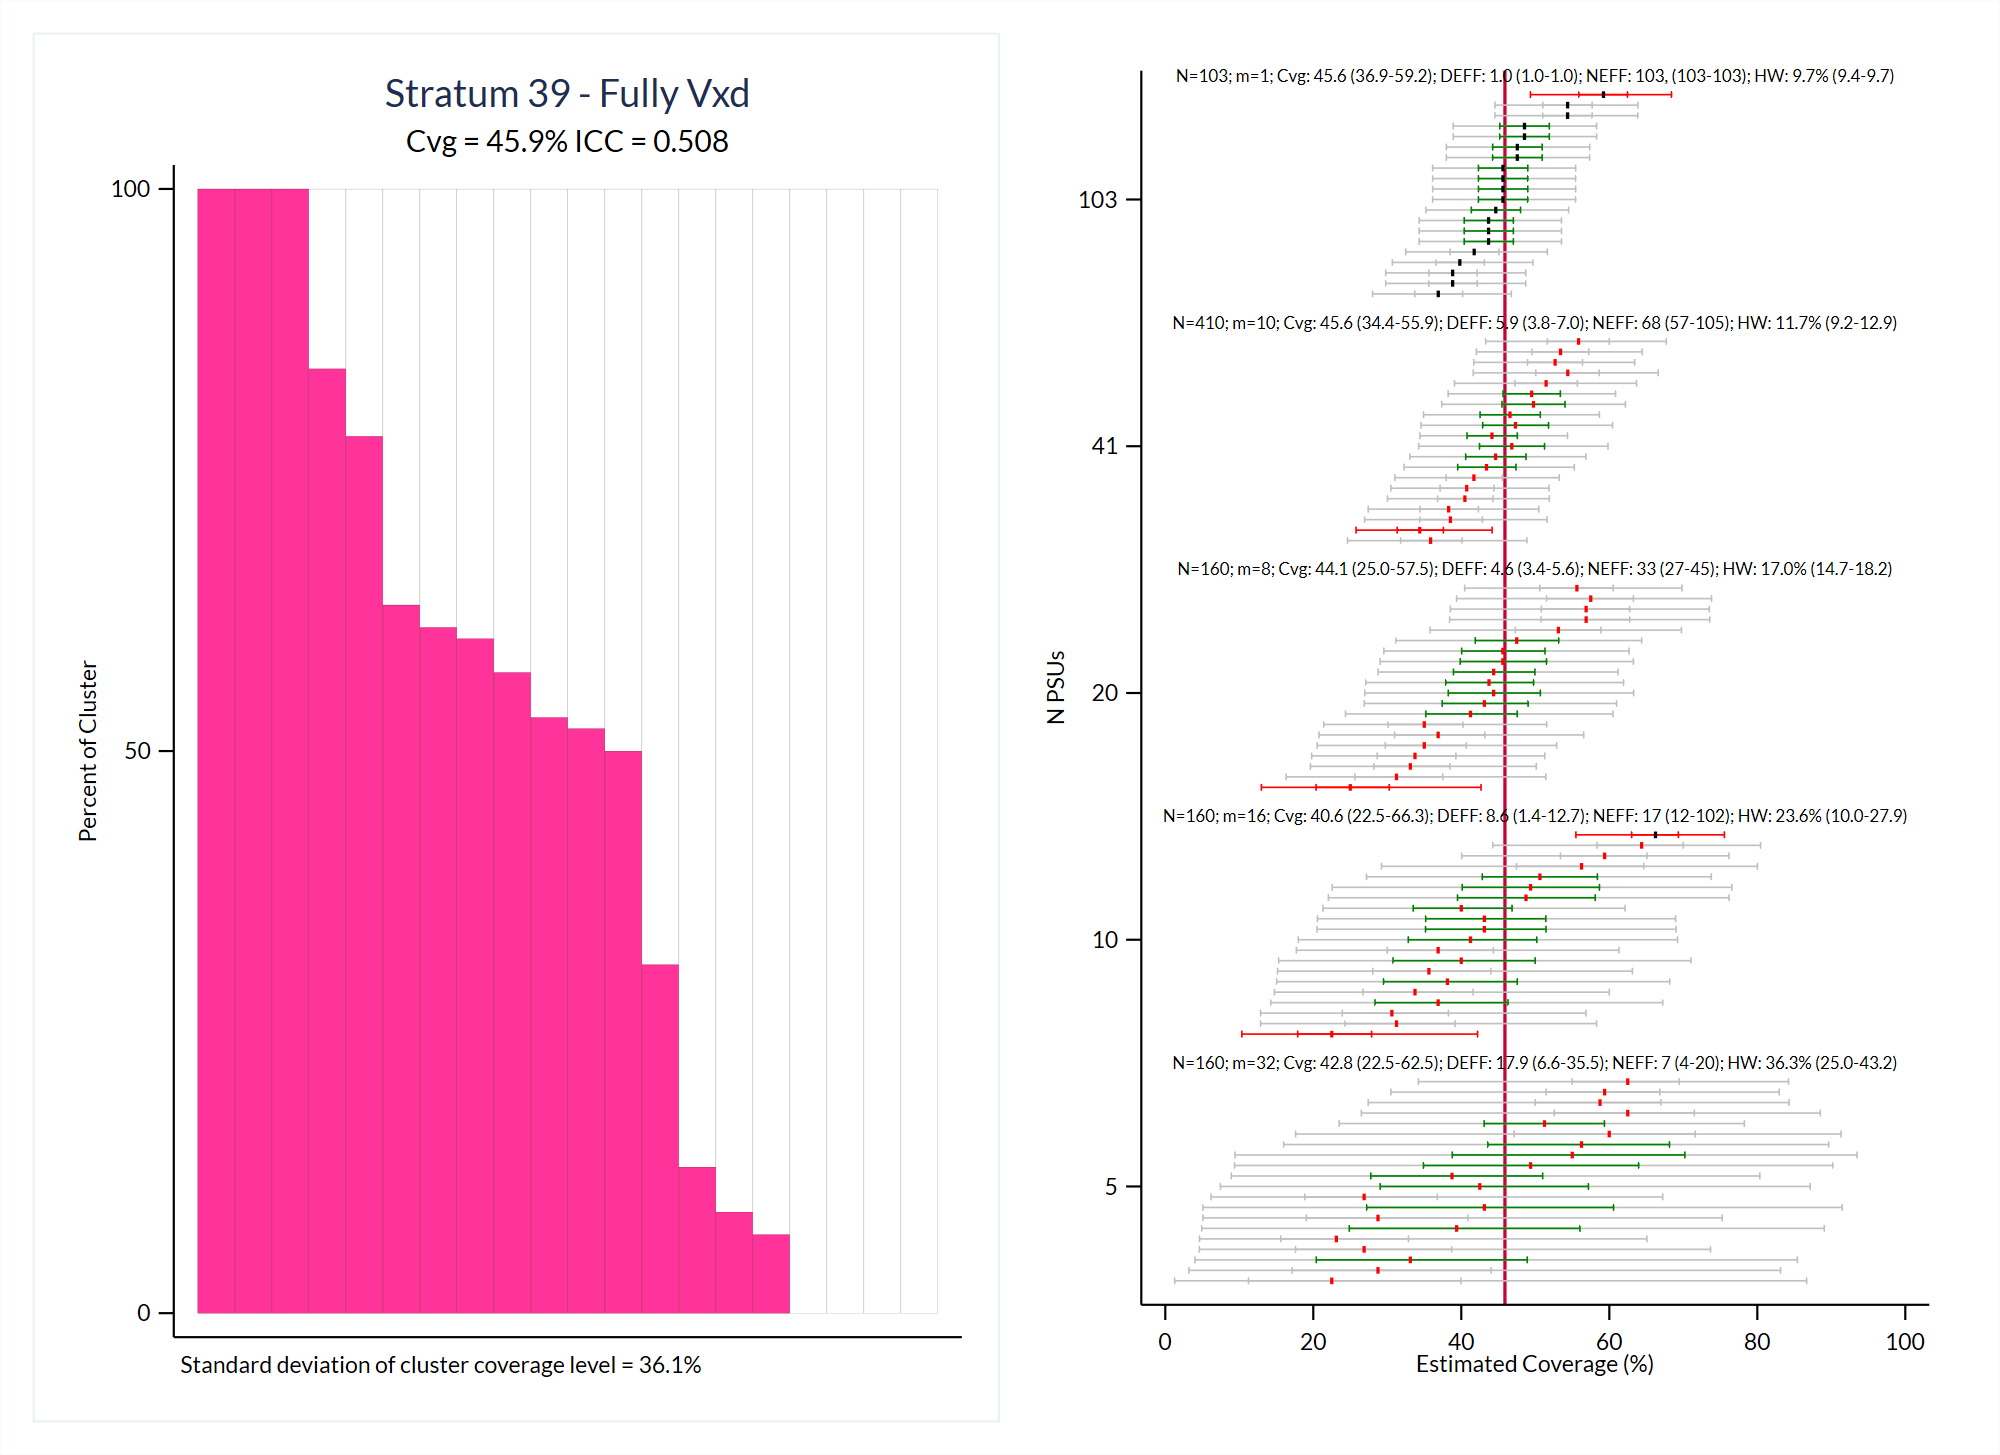 Stratum 39 - Fully Vxd
Cvg = 45.9% ICC = 0.508
Percent of Cluster
100
50
0
Standard deviation of cluster coverage level = 36.1%
N PSUs
N=103; m=1; Cvg: 45.6 (36.9-59.2); DEFF: 1.0 (1.0-1.0); NEFF: 103, (103-103); HW: 9.7% (9.4-9.7)
103
N=410; m=10; Cvg: 45.6 (34.4-55.9); DEFF: 5.9 (3.8-7.0); NEFF: 68 (57-105); HW: 11.7% (9.2-12.9)
41
N=160; m=8; Cvg: 44.1 (25.0-57.5); DEFF: 4.6 (3.4-5.6); NEFF: 33 (27-45); HW: 17.0% (14.7-18.2)
20
N=160; m=16; Cvg: 40.6 (22.5-66.3); DEFF: 8.6 (1.4-12.7); NEFF: 17 (12-102); HW: 23.6% (10.0-27.9)
10
N=160; m=32; Cvg: 42.8 (22.5-62.5); DEFF: 17.9 (6.6-35.5); NEFF: 7 (4-20); HW: 36.3% (25.0-43.2)
5
0 20 40 60 80 100
Estimated Coverage (%)